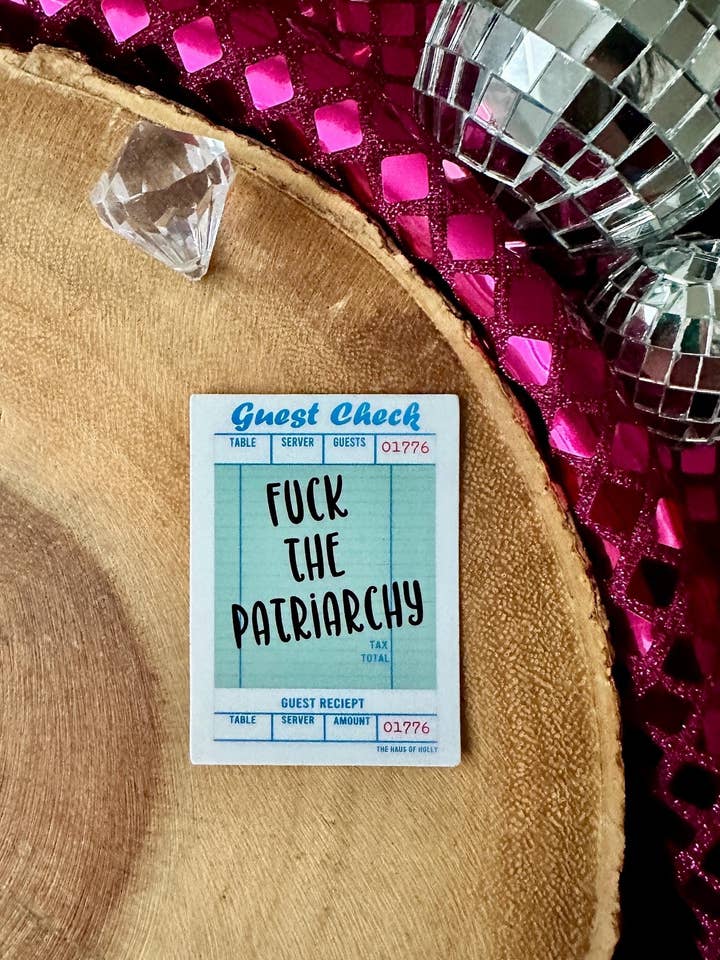 Guest Check
TABLE SERVER GUESTS 01776
FUCK
THE
PATRiARCHY
TAX
TOTAL
GUEST RECIEPT
TABLE SERVER AMOUNT 01776
THE HAUS OF HOLLY